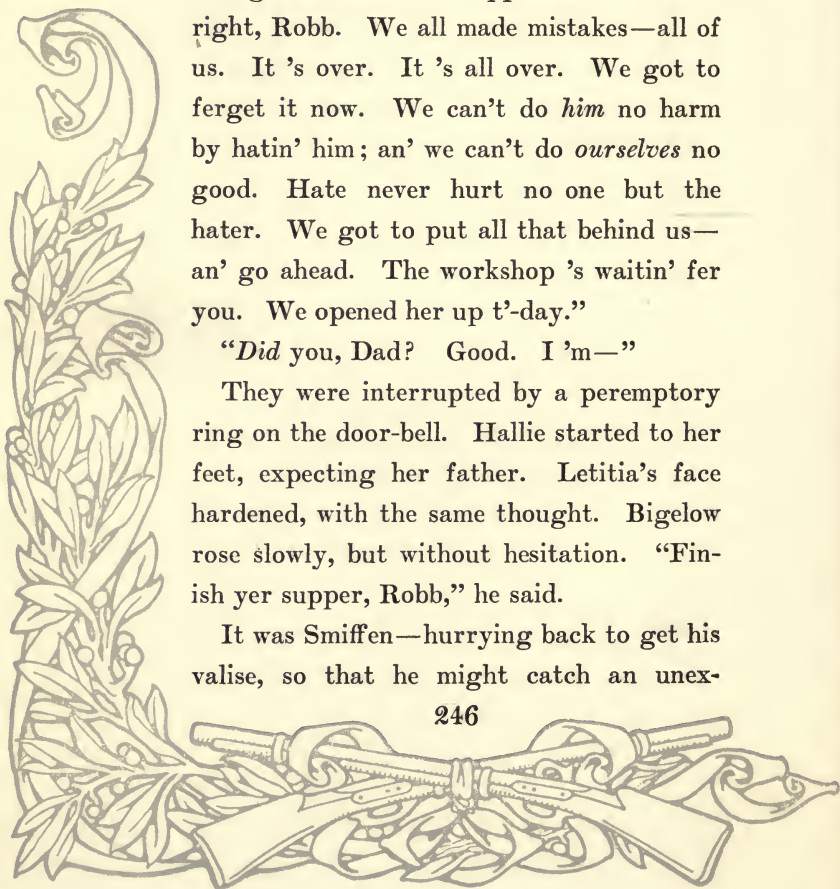 right, Robb. We all made mistakes—all of
us. It 's over. It 's all over. We got to
ferget it now. We can't do him no harm
by hatin' him; an' we can't do ourselves no
good. Hate never hurt no one but the
hater. We got to put all that behind us—
an' go ahead. The workshop 's waitin' fer
you. We opened her up t'-day.”
“Did you, Dad? Good. I 'm—”
They were interrupted by a peremptory
ring on the door-bell. Hallie started to her
feet, expecting her father. Letitia's face
hardened, with the same thought. Bigelow
rose slowly, but without hesitation. “Fin-
ish yer supper, Robb,” he said.
It was Smiffen—hurrying back to get his
valise, so that he might catch an unex-
246